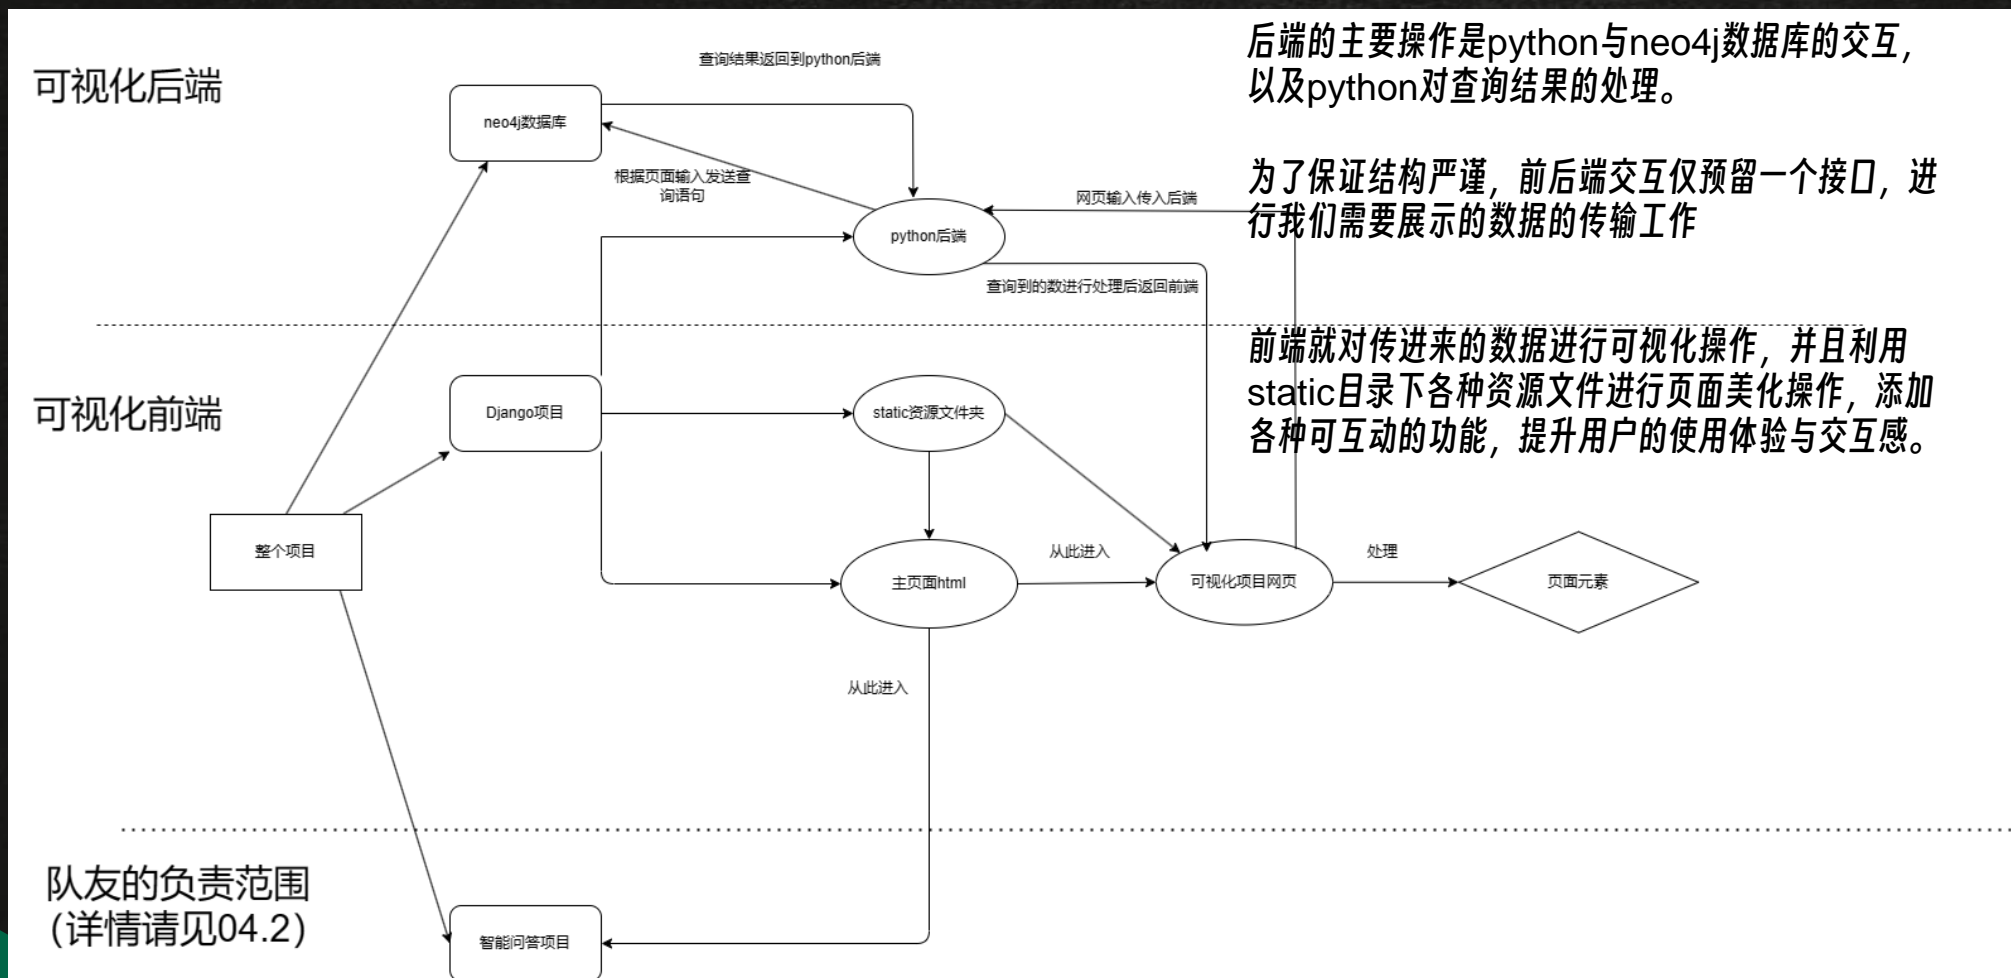 可视化后端
查询结果返回到python后端
neo4j数据库
根据页面输入发送查
询语句
网页输入传入后端
python后端
查询到的数进行处理后返回前端
后端的主要操作是python与neo4j数据库的交互，
以及python对查询结果的处理。
为了保证结构严谨，前后端交互仅预留一个接口，进
行我们需要展示的数据的传输工作
可视化前端
Django项目
static资源文件夹
前端就对传进来的数据进行可视化操作，并且利用
static目录下各种资源文件进行页面美化操作，添加
各种可互动的功能，提升用户的使用体验与交互感。
整个项目
主页面html
从此进入
可视化项目网页
处理
页面元素
从此进入
队友的负责范围
（详情请见04.2）
智能问答项目